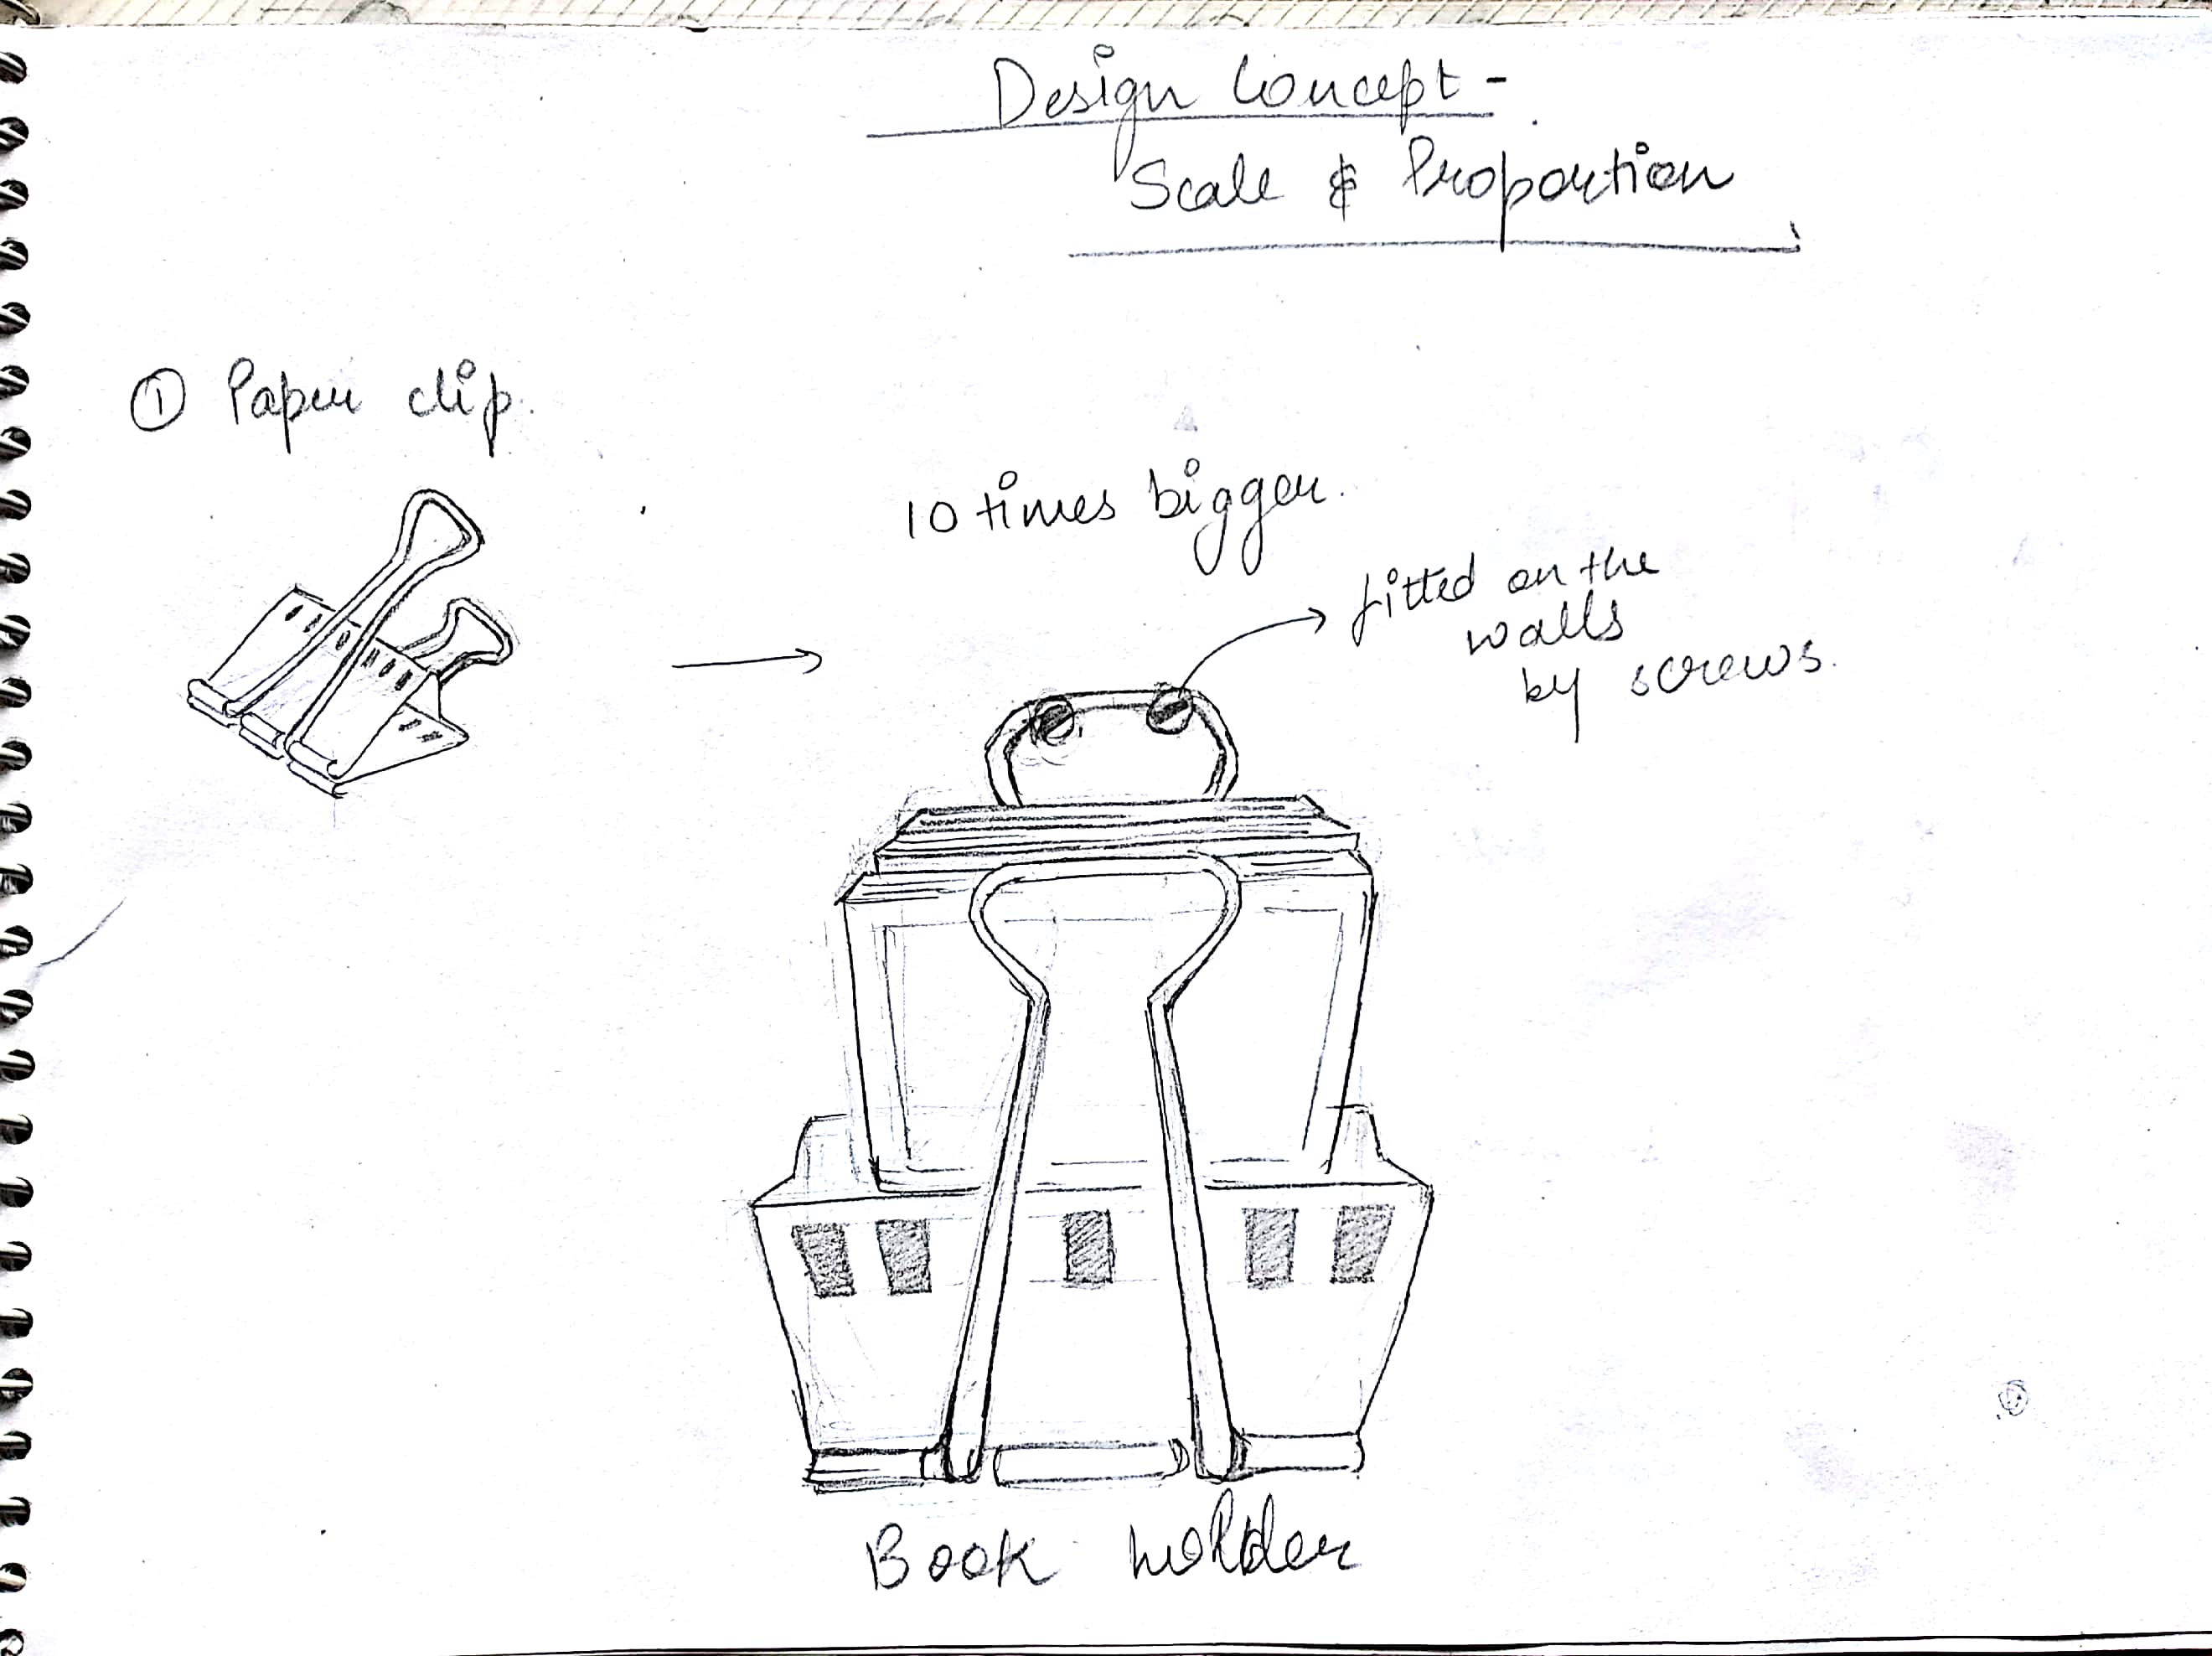 Design Concept -
Scale & Proportion
① Paper clip.
10 times bigger.
fitted on the
walls
by screws.
Book holder